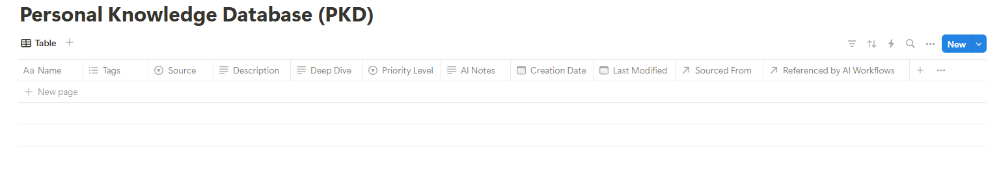 Personal Knowledge Database (PKD)
Table
New
Aa Name Tags Source Description Deep Dive Priority Level AI Notes Creation Date Last Modified Sourced From Referenced by AI Workflows
New page